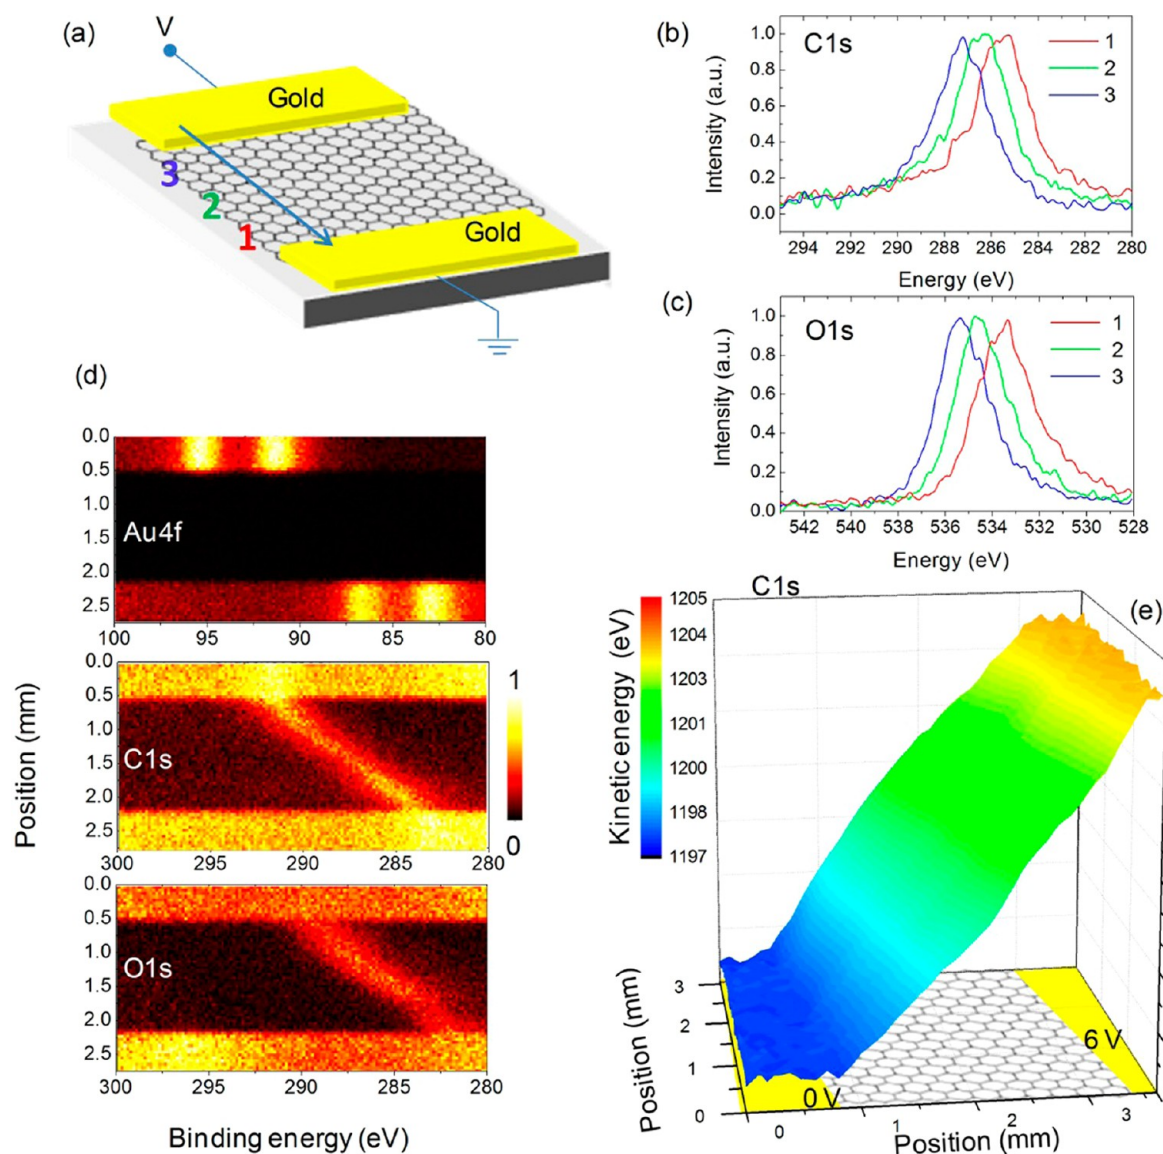 (a)
V
Gold
3
2
1
Gold
(b)
C1s
1
2
3
Intensity (a.u.)
1.0
0.8
0.6
0.4
0.2
0.0
294 292 290 288 286 284 282 280
Energy (eV)
(c)
O1s
1
2
3
Intensity (a.u.)
1.0
0.8
0.6
0.4
0.2
0.0
542 540 538 536 534 532 530 528
Energy (eV)
(d)
Position (mm)
0.0
0.5
1.0
1.5
2.0
2.5
Au4f
100 95 90 85 80
0.0
0.5
1.0
1.5
2.0
2.5
C1s
300 295 290 285 280
1
0
0.0
0.5
1.0
1.5
2.0
2.5
O1s
300 295 290 285 280
Binding energy (eV)
C1s
(e)
Kinetic energy (eV)
1205
1204
1203
1201
1200
1198
1197
Position (mm)
3
2
1
0
0 V
6 V
0 1 2 3
Position (mm)